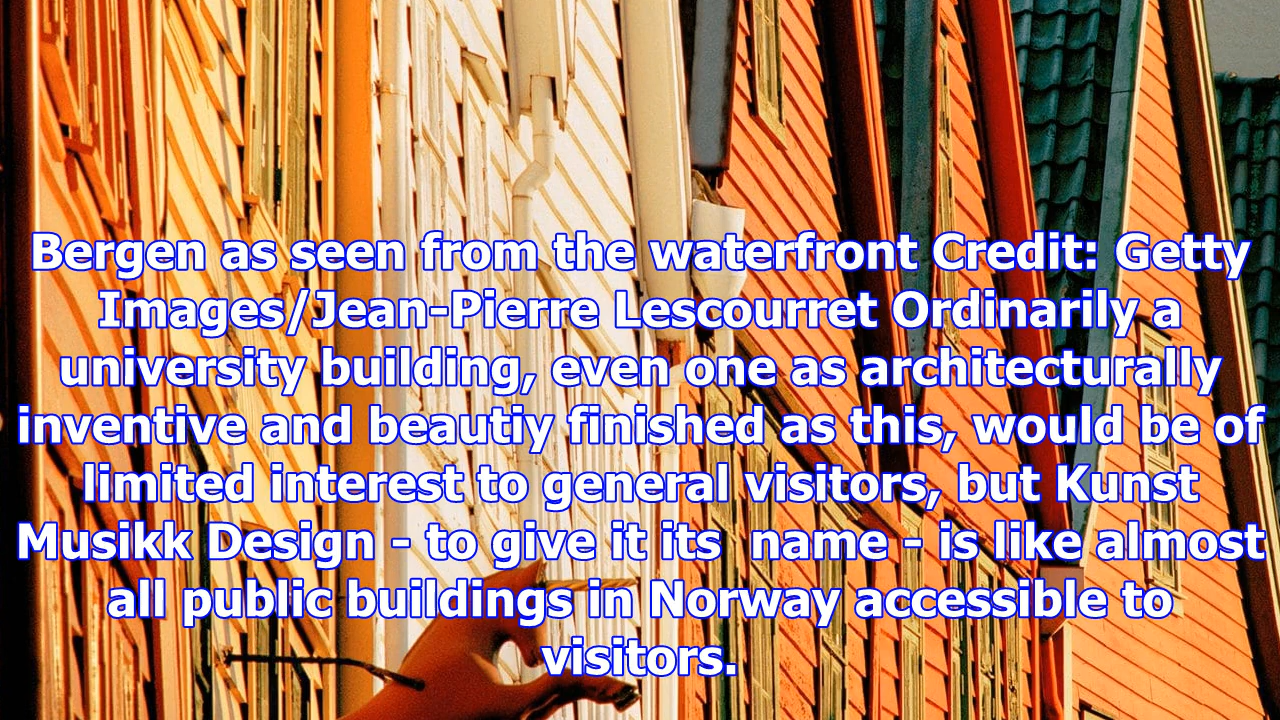 Bergen as seen from the waterfront Credit: Getty
Images/Jean-Pierre Lescourret Ordinarily a
university building, even one as architecturally
inventive and beautiy finished as this, would be of
limited interest to general visitors, but Kunst
Musikk Design - to give it its  name - is like almost
all public buildings in Norway accessible to
visitors.